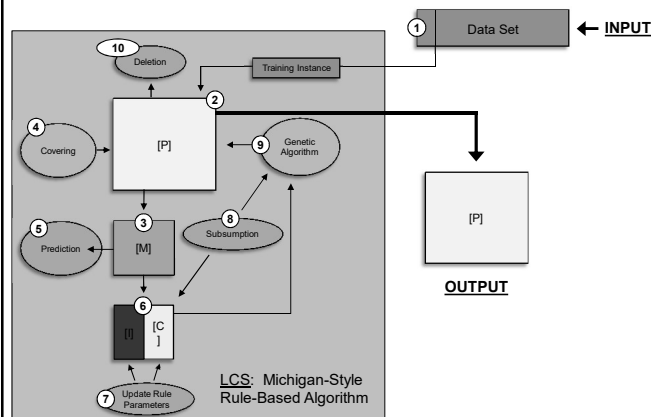 1
Data Set
INPUT
10
Deletion
Training Instance
2
4
Covering
[P]
9
Genetic
Algorithm
3
8
5
Prediction
[M]
Subsumption
[P]
6
[I]
[C
]
OUTPUT
7
Update Rule
Parameters
LCS: Michigan-Style
Rule-Based Algorithm